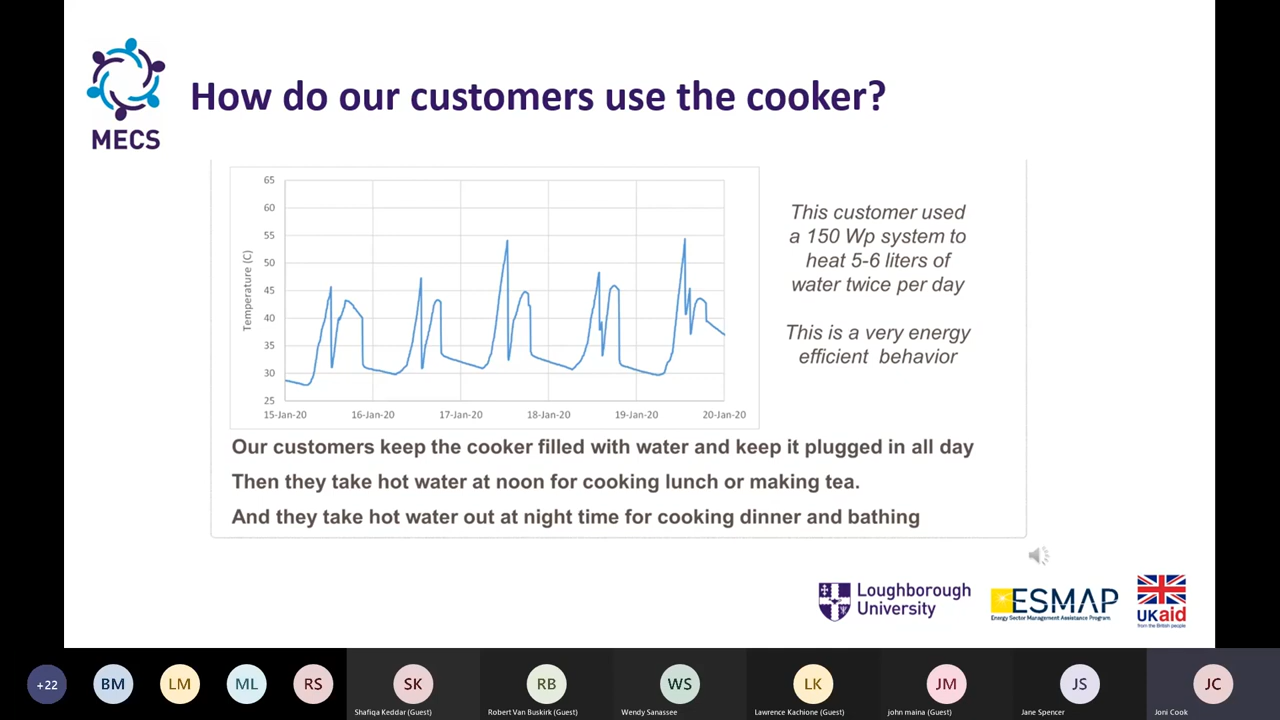 MECS
How do our customers use the cooker?
65
60
55
50
45
40
35
30
25
Temperature (C)
15-Jan-20 16-Jan-20 17-Jan-20 18-Jan-20 19-Jan-20 20-Jan-20
This customer used
a 150 Wp system to
heat 5-6 liters of
water twice per day
This is a very energy
efficient behavior
Our customers keep the cooker filled with water and keep it plugged in all day
Then they take hot water at noon for cooking lunch or making tea.
And they take hot water out at night time for cooking dinner and bathing
Loughborough
University
ESMAP
Energy Sector Management Assistance Program
UKaid
from the British people
+22 BM LM ML RS SK RB WS LK JM JS JC
Shafiqa Keddar (Guest) Robert Van Buskirk (Guest) Wendy Sanassee Lawrence Kachione (Guest) john maina (Guest) Jane Spencer Joni Cook